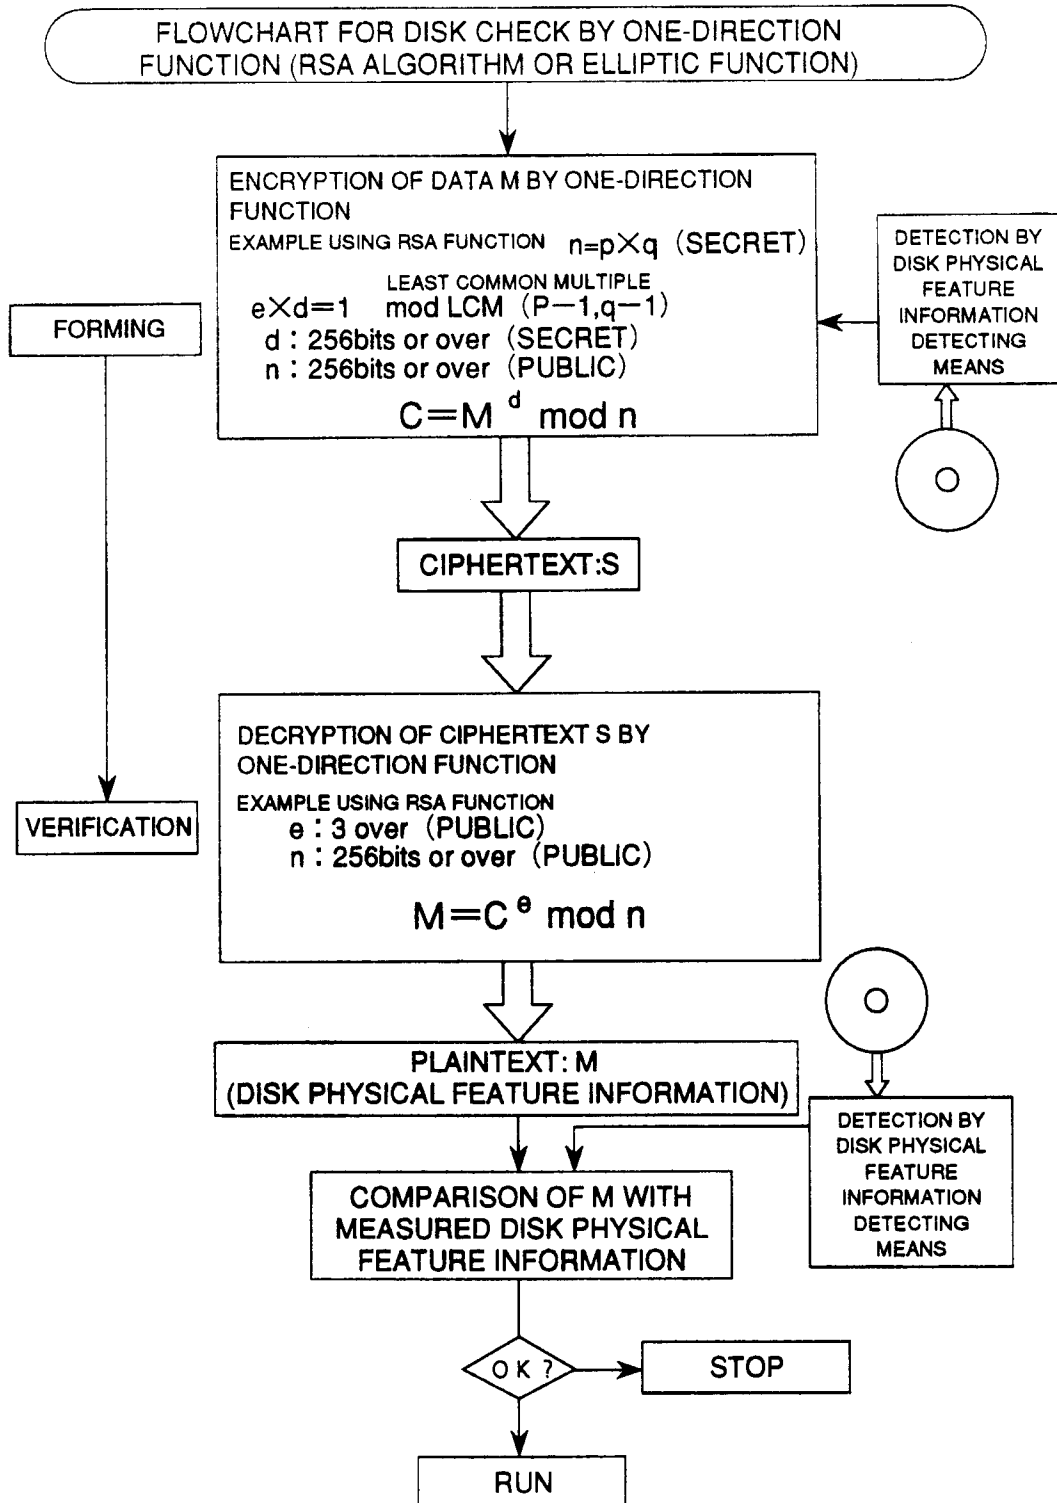 FLOWCHART FOR DISK CHECK BY ONE-DIRECTION
FUNCTION (RSA ALGORITHM OR ELLIPTIC FUNCTION)
ENCRYPTION OF DATA M BY ONE-DIRECTION
FUNCTION
EXAMPLE USING RSA FUNCTION n=p×q (SECRET)
LEAST COMMON MULTIPLE
e×d=1 mod LCM (P−1,q−1)
d : 256bits or over (SECRET)
n : 256bits or over (PUBLIC)
C=M^d mod n
DETECTION BY
DISK PHYSICAL
FEATURE
INFORMATION
DETECTING
MEANS
FORMING
CIPHERTEXT:S
DECRYPTION OF CIPHERTEXT S BY
ONE-DIRECTION FUNCTION
EXAMPLE USING RSA FUNCTION
e : 3 over (PUBLIC)
n : 256bits or over (PUBLIC)
M=C^e mod n
VERIFICATION
PLAINTEXT: M
(DISK PHYSICAL FEATURE INFORMATION)
DETECTION BY
DISK PHYSICAL
FEATURE
INFORMATION
DETECTING
MEANS
COMPARISON OF M WITH
MEASURED DISK PHYSICAL
FEATURE INFORMATION
OK ?
STOP
RUN